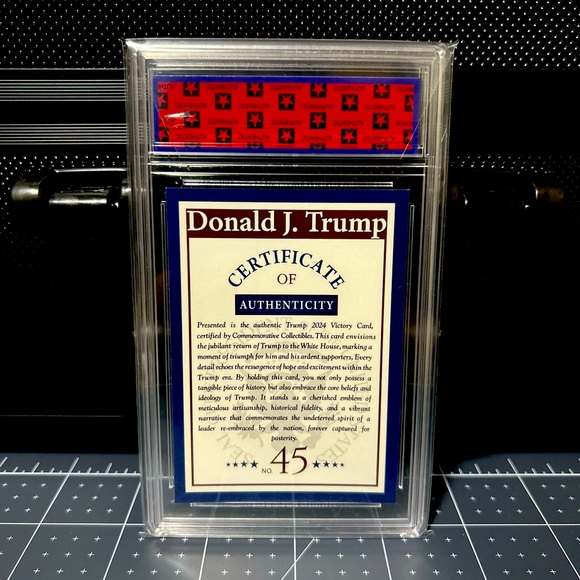 Donald J. Trump
CERTIFICATE
OF
AUTHENTICITY
Presented is the authentic Trump 2024 Victory Card,
certified by Commemorative Collectibles. This card envisions
the jubilant return of Trump to the White House, marking a
moment of triumph for him and his ardent supporters, Every
detail echoes the resurgence of hope and excitement within the
Trump era. By holding this card, you not only possess a
tangible piece of history but also embrace the core beliefs and
ideology of Trump. It stands as a cherished emblem of
meticulous artisanship, historical fidelity, and a vibrant
narrative that commemorates the undeterred spirit of a
leader re-embraced by the nation, forever captured for
posterity.
NO. 45